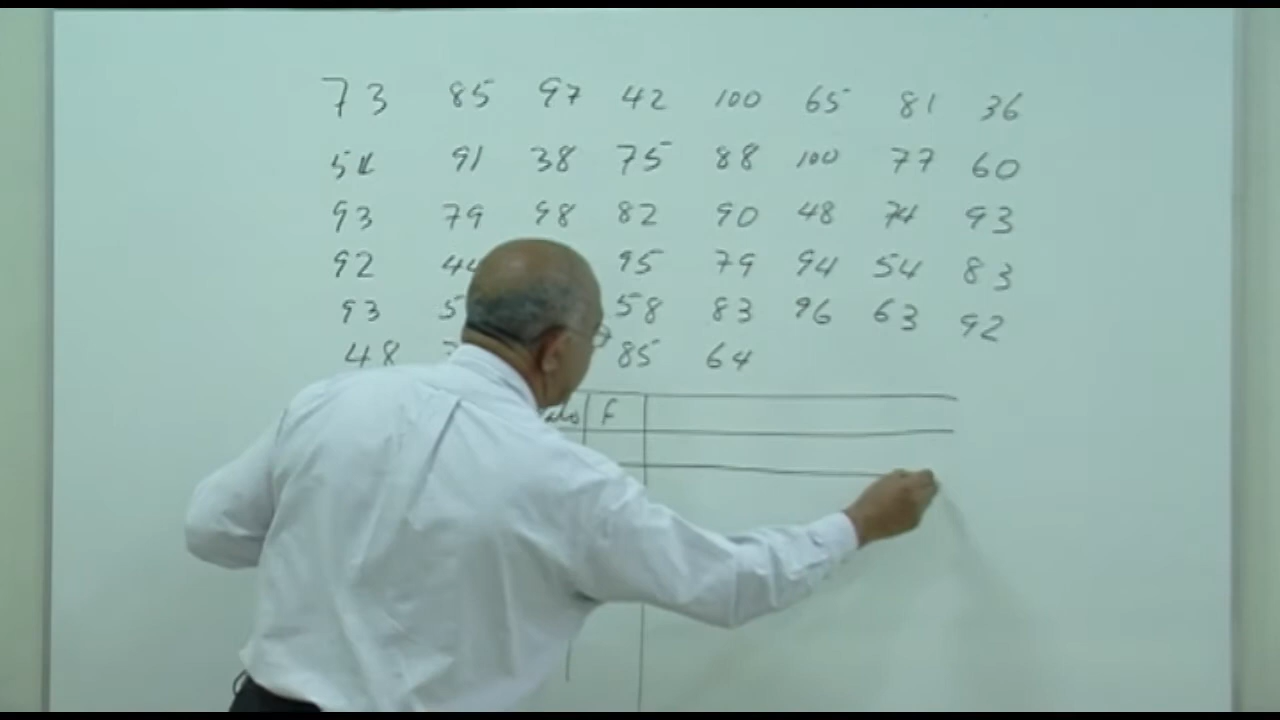 73 85 97 42 100 65 81 36
91 38 75 88 100 77 60
93 79 98 82 90 48 74 93
92 95 79 94 54 83
93 58 83 96 63 92
48 85 64
F